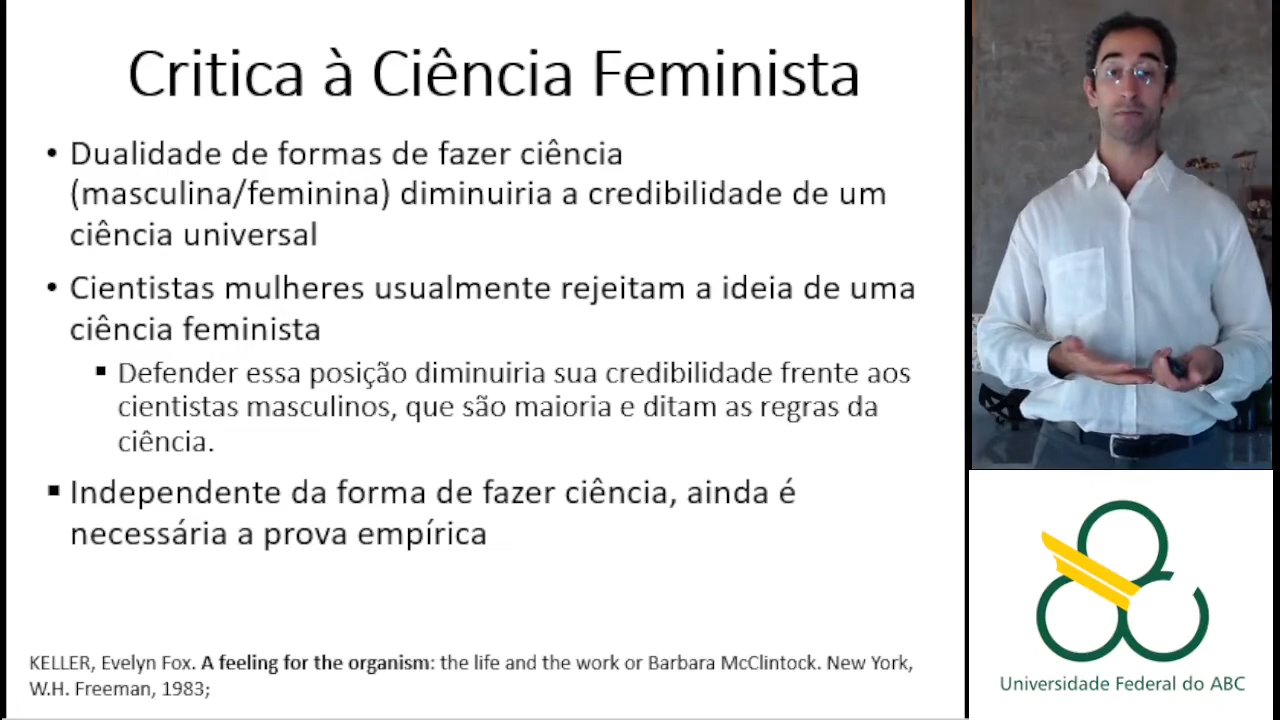 Critica à Ciência Feminista
• Dualidade de formas de fazer ciência
(masculina/feminina) diminuiria a credibilidade de um
ciência universal
• Cientistas mulheres usualmente rejeitam a ideia de uma
ciência feminista
▪ Defender essa posição diminuiria sua credibilidade frente aos
cientistas masculinos, que são maioria e ditam as regras da
ciência.
▪ Independente da forma de fazer ciência, ainda é
necessária a prova empírica
KELLER, Evelyn Fox. A feeling for the organism: the life and the work or Barbara McClintock. New York,
W.H. Freeman, 1983;
Universidade Federal do ABC